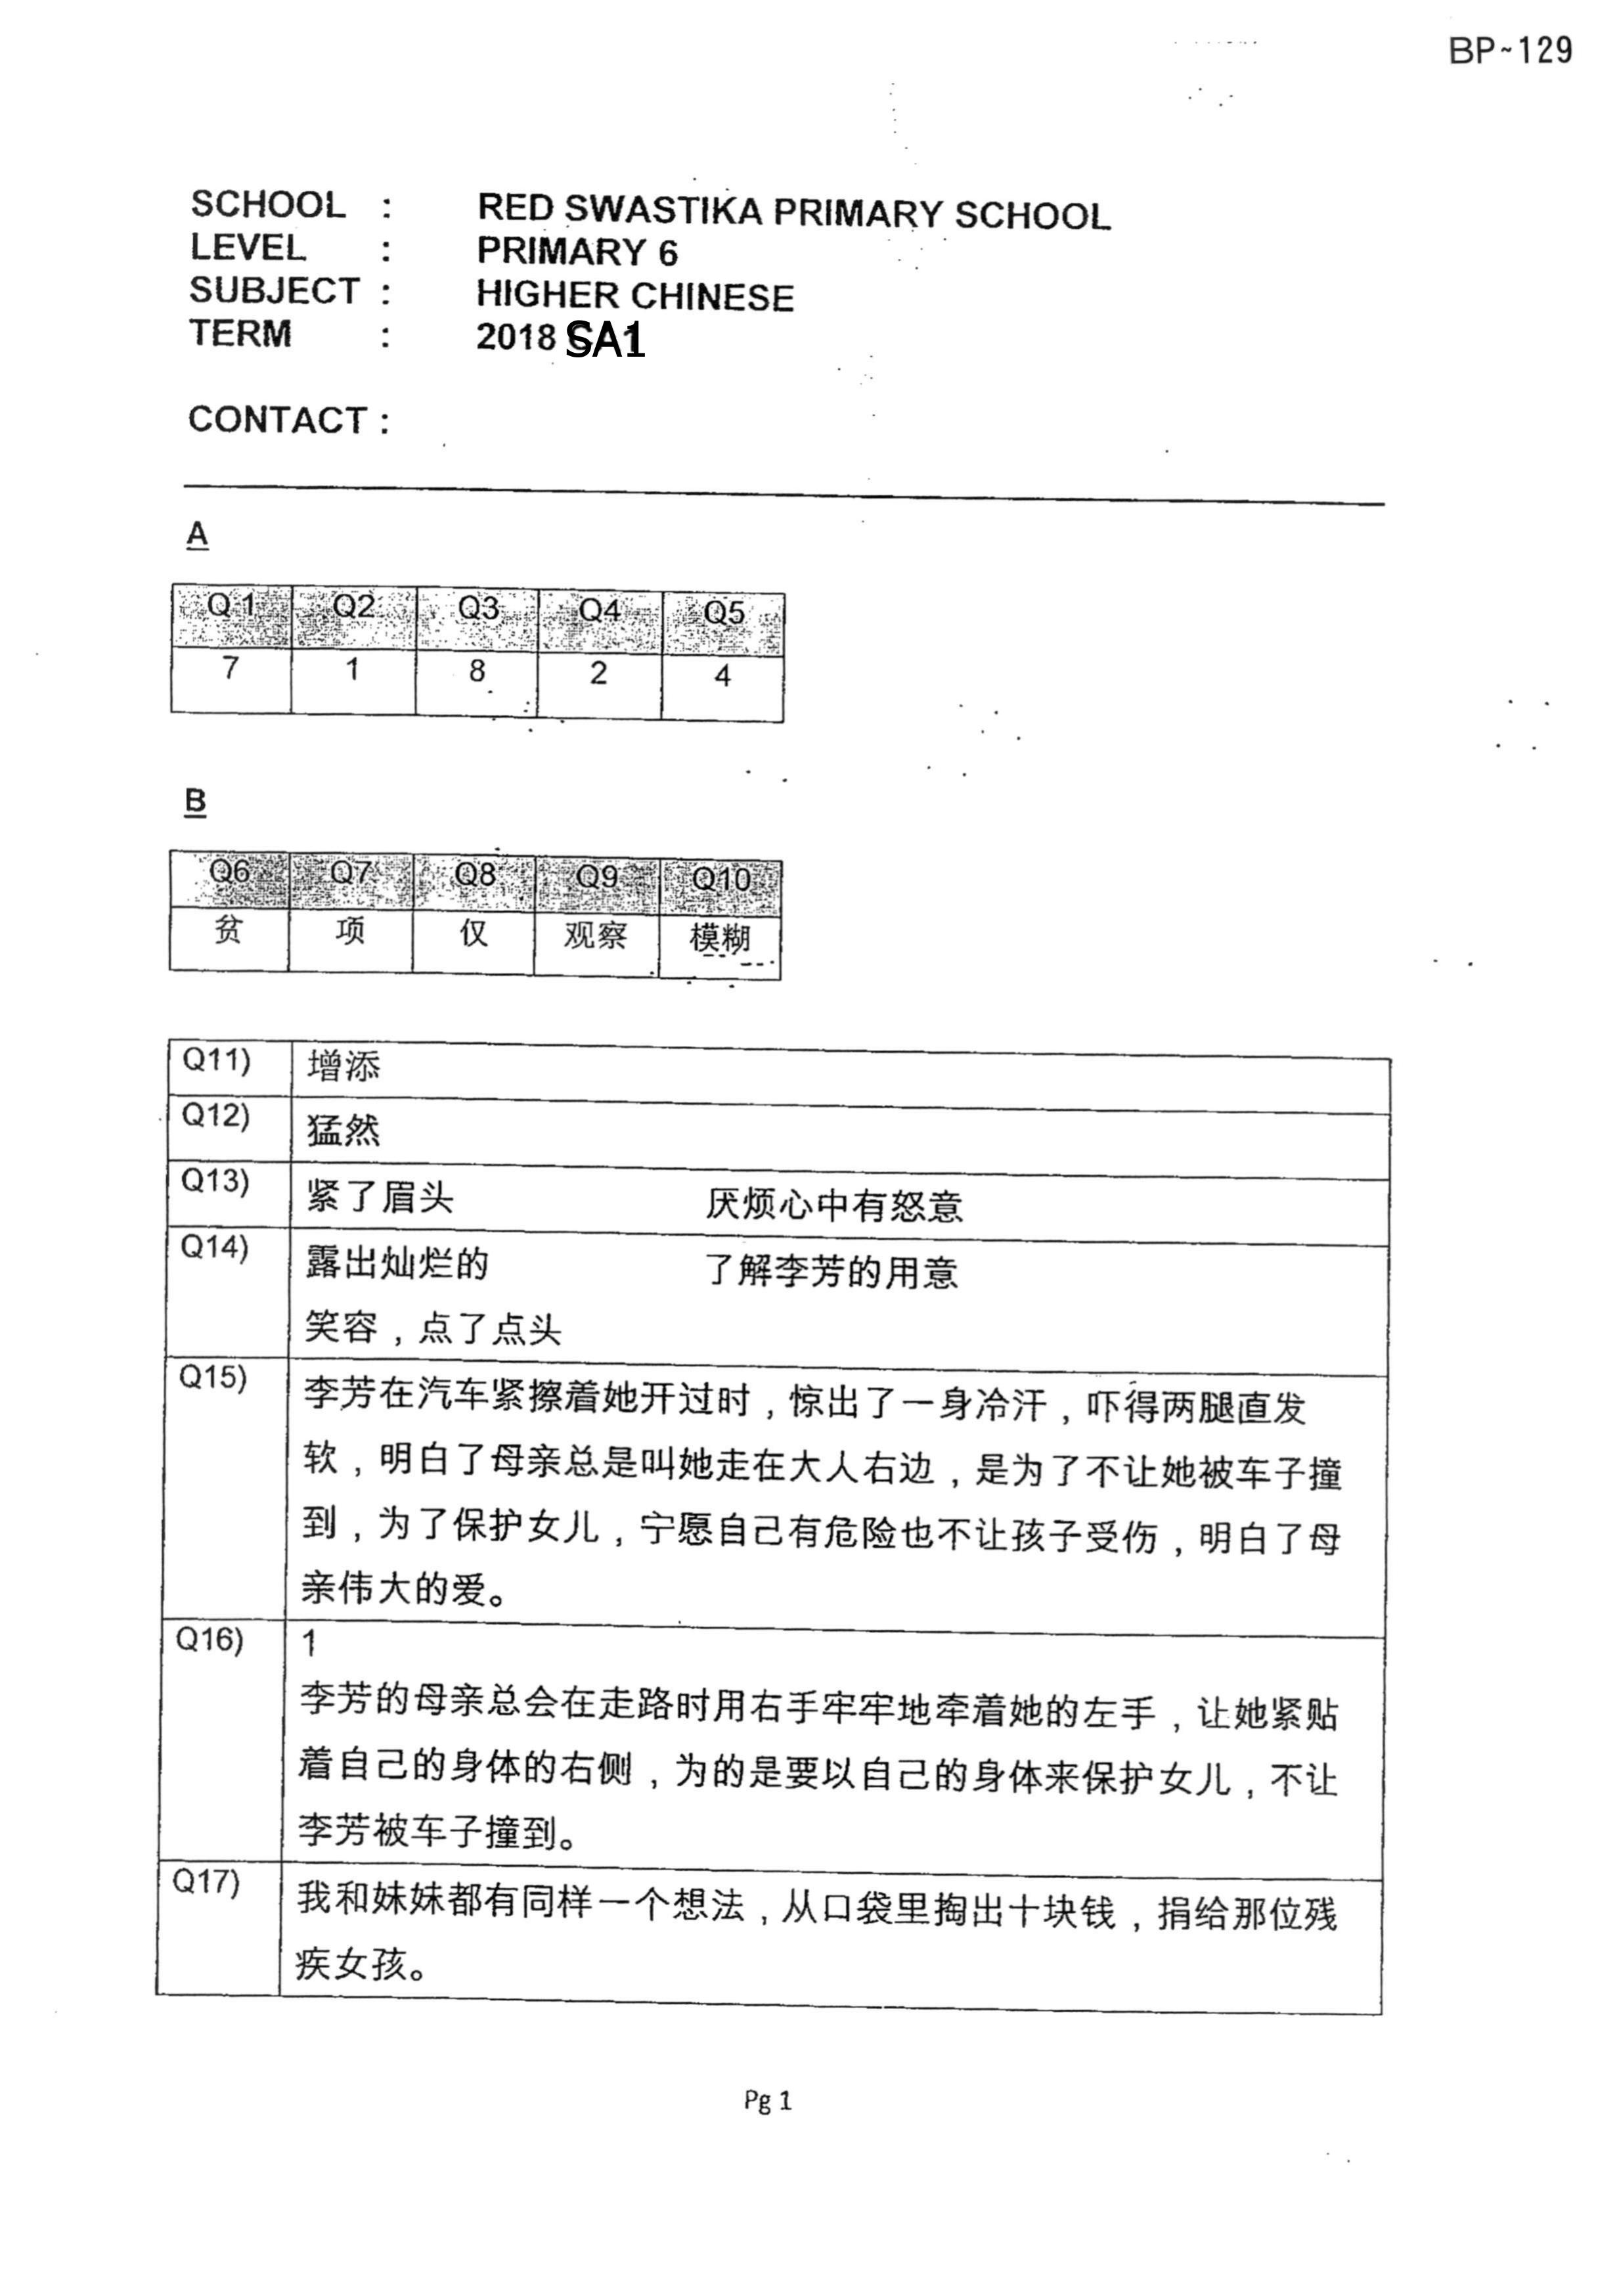 BP~129
SCHOOL : RED SWASTIKA PRIMARY SCHOOL
LEVEL : PRIMARY 6
SUBJECT : HIGHER CHINESE
TERM : 2018 SA1
CONTACT :
A
Q1 Q2 Q3 Q4 Q5
7 1 8 2 4
B
Q6 Q7 Q8 Q9 Q10
贫 项 仅 观察 模糊
Q11) 增添
Q12) 猛然
Q13) 紧了眉头 厌烦心中有怒意
Q14) 露出灿烂的 了解李芳的用意
笑容，点了点头
Q15) 李芳在汽车紧擦着她开过时，惊出了一身冷汗，吓得两腿直发
软，明白了母亲总是叫她走在大人右边，是为了不让她被车子撞
到，为了保护女儿，宁愿自己有危险也不让孩子受伤，明白了母
亲伟大的爱。
Q16) 1
李芳的母亲总会在走路时用右手牢牢地牵着她的左手，让她紧贴
着自己的身体的右侧，为的是要以自己的身体来保护女儿，不让
李芳被车子撞到。
Q17) 我和妹妹都有同样一个想法，从口袋里掏出十块钱，捐给那位残
疾女孩。
Pg 1